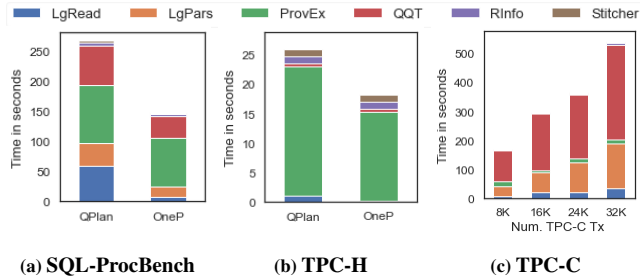 LgRead LgPars ProvEx QQT RInfo Stitcher
Time in seconds
250
200
150
100
50
0
QPlan OneP
Time in seconds
25
20
15
10
5
0
QPlan OneP
Time in seconds
500
400
300
200
100
0
8K 16K 24K 32K
Num. TPC-C Tx
(a) SQL-ProcBench (b) TPC-H (c) TPC-C